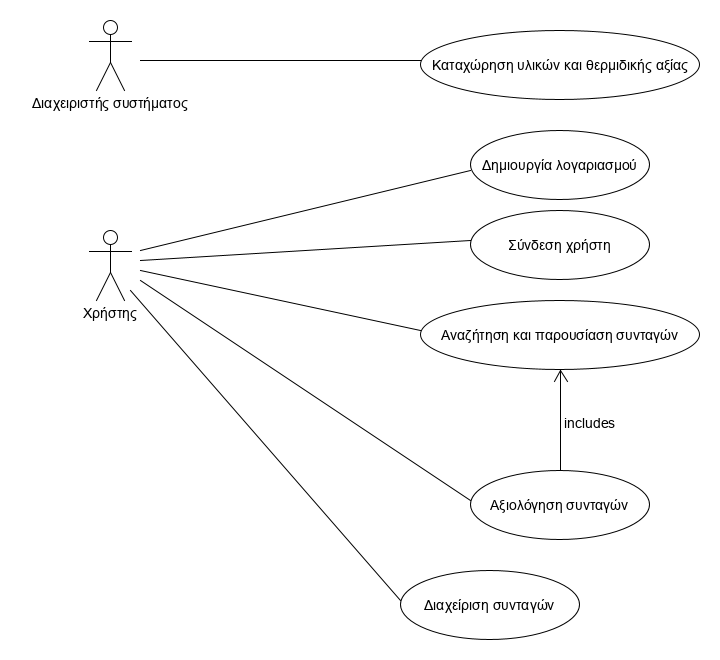 Καταχώρηση υλικών και θερμιδικής αξίας
Διαχειριστής συστήματος
Δημιουργία λογαριασμού
Σύνδεση χρήστη
Χρήστης
Αναζήτηση και παρουσίαση συνταγών
includes
Αξιολόγηση συνταγών
Διαχείριση συνταγών